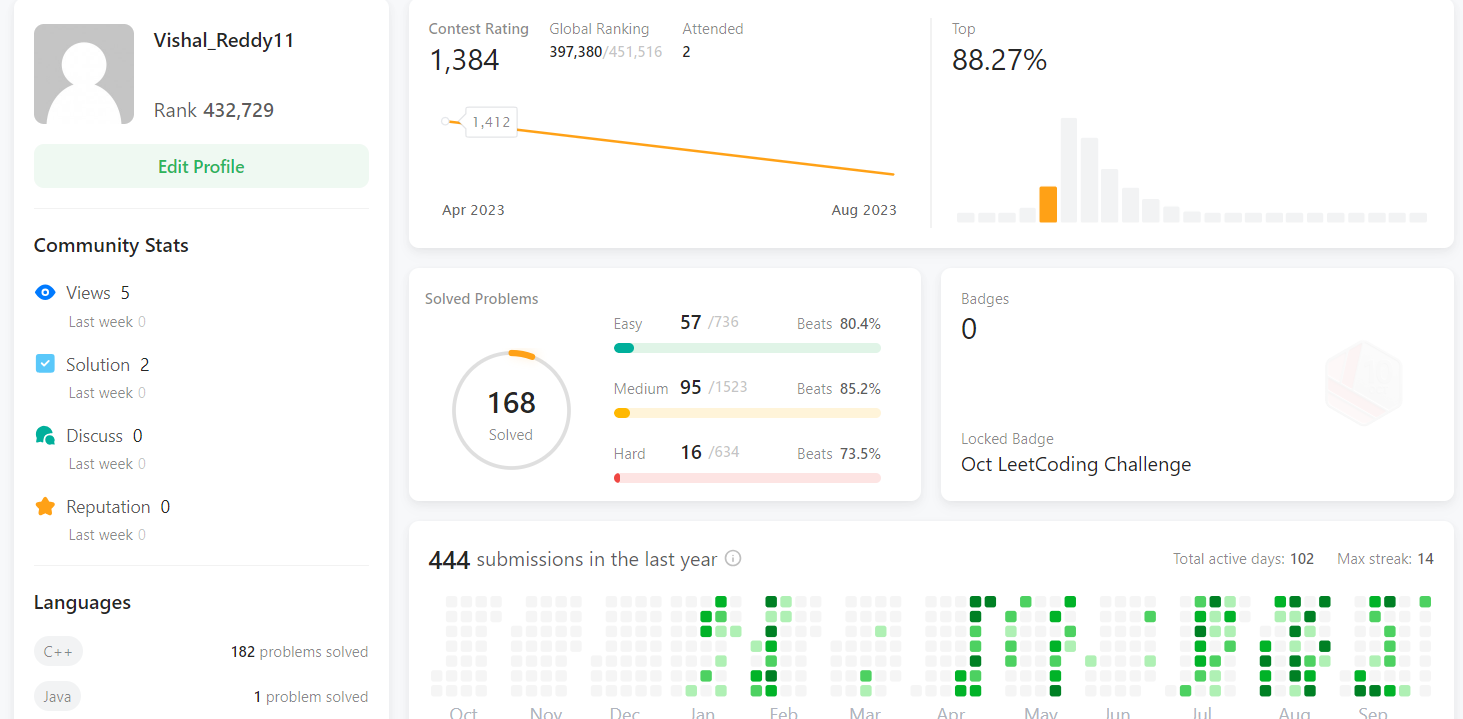 Vishal_Reddy11
Rank 432,729
Edit Profile
Community Stats
Views 5
Last week 0
Solution 2
Last week 0
Discuss 0
Last week 0
Reputation 0
Last week 0
Languages
C++ 182 problems solved
Java 1 problem solved
Contest Rating
1,384
Global Ranking
397,380/451,516
Attended
2
1,412
Apr 2023
Aug 2023
Top
88.27%
Solved Problems
168
Solved
Easy 57 /736 Beats 80.4%
Medium 95 /1523 Beats 85.2%
Hard 16 /634 Beats 73.5%
Badges
0
Locked Badge
Oct LeetCoding Challenge
444 submissions in the last year
Total active days: 102 Max streak: 14
Oct Nov Dec Jan Feb Mar Apr May Jun Jul Aug Sep